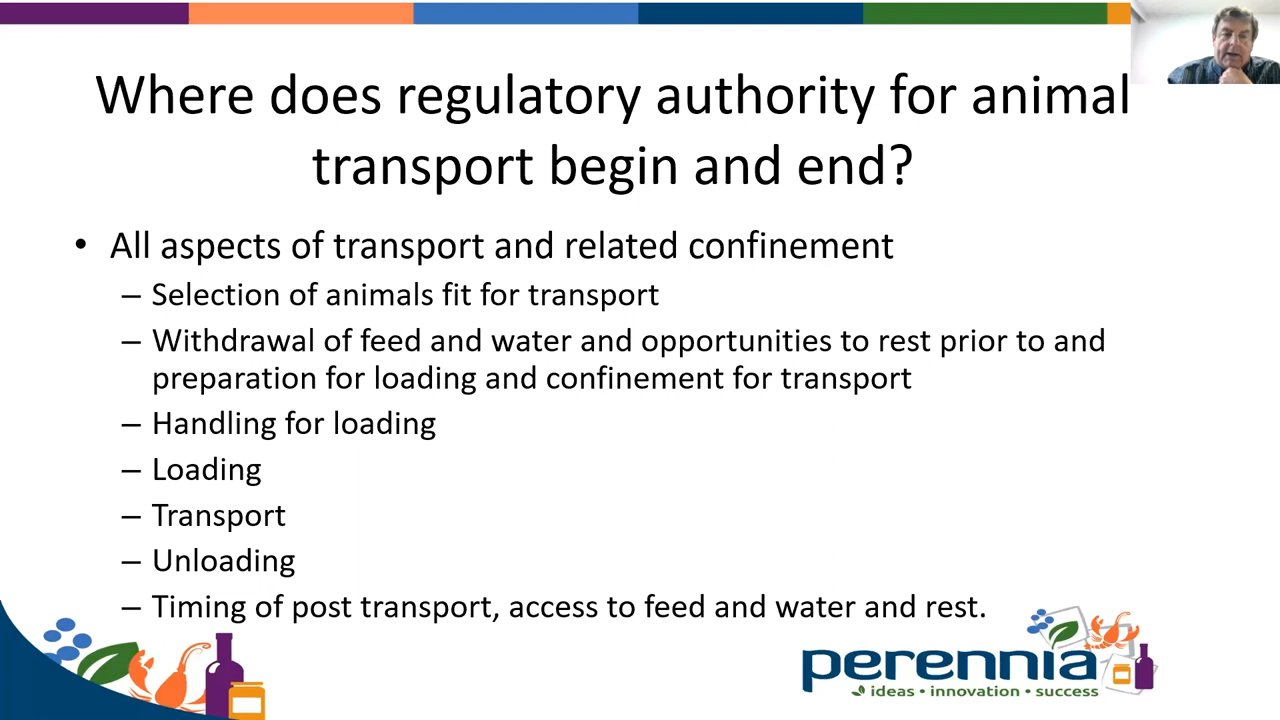 Where does regulatory authority for animal
transport begin and end?
• All aspects of transport and related confinement
– Selection of animals fit for transport
– Withdrawal of feed and water and opportunities to rest prior to and
preparation for loading and confinement for transport
– Handling for loading
– Loading
– Transport
– Unloading
– Timing of post transport, access to feed and water and rest.
perennia
ideas • innovation • success